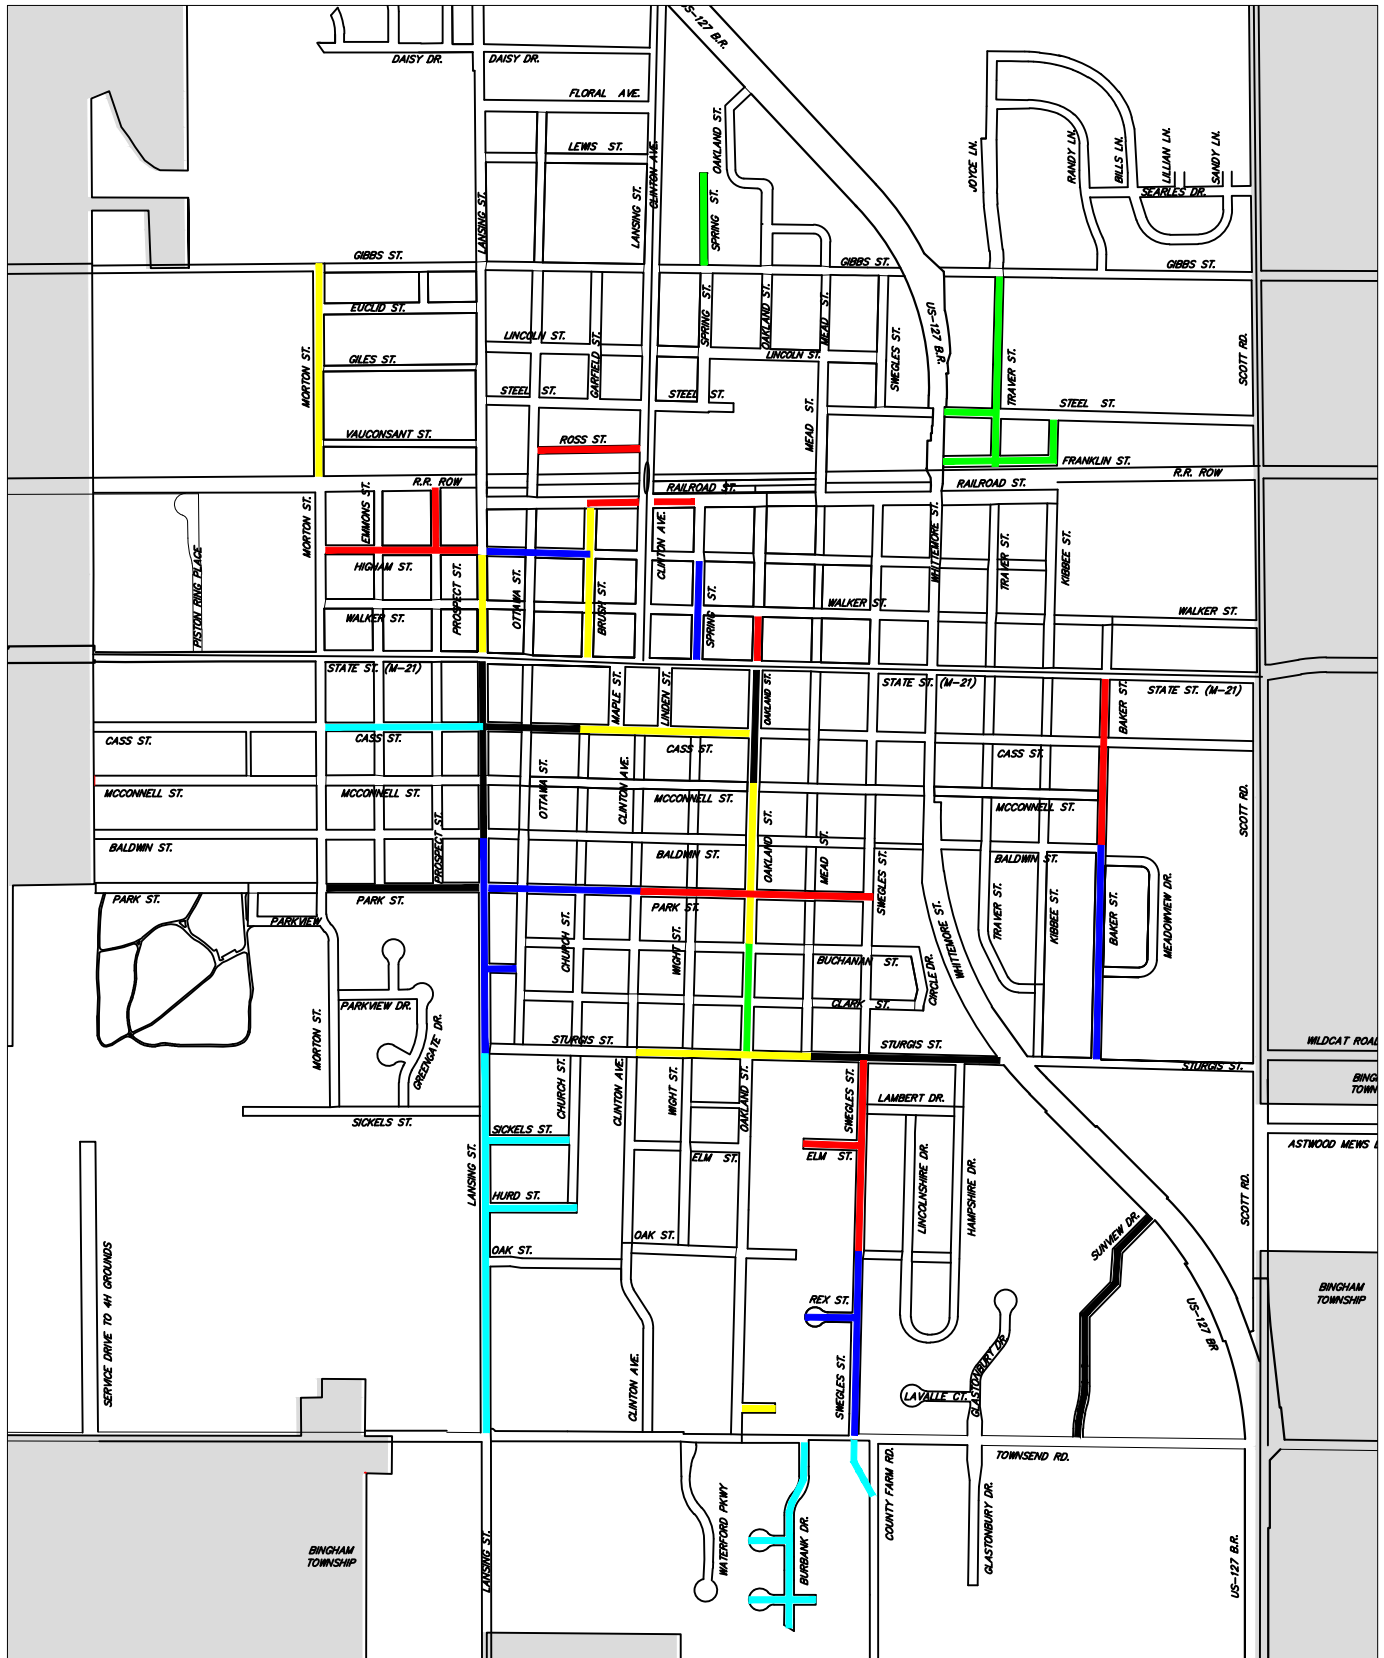 US-127 B.R.
DAISY DR.
DAISY DR.
FLORAL AVE.
LEWIS ST.
CLINTON AVE.
OAKLAND ST.
JOYCE LN.
RANDY LN.
BILLS LN.
LILLIAN LN.
SANDY LN.
SEARLES DR.
LANSING ST.
LANSING ST.
SPRING ST.
GIBBS ST.
GIBBS ST.
GIBBS ST.
EUCLID ST.
LINCOLN ST.
GARFIELD ST.
SPRING ST.
OAKLAND ST.
MEAD ST.
LINCOLN ST.
SWEGLES ST.
US-127 B.R.
TRAVER ST.
SCOTT RD.
MORTON ST.
GILES ST.
STEEL ST.
STEEL ST.
STEEL ST.
VAUCONSANT ST.
ROSS ST.
MEAD ST.
FRANKLIN ST.
R.R. ROW
R.R. ROW
RAILROAD ST.
RAILROAD ST.
MORTON ST.
EMMONS ST.
PISTON RING PLACE
HIGHAM ST.
PROSPECT ST.
OTTAWA ST.
BRUSH ST.
CLINTON AVE.
SPRING ST.
WHITTEMORE ST.
TRAVER ST.
KIBBEE ST.
WALKER ST.
WALKER ST.
WALKER ST.
STATE ST. (M-21)
STATE ST. (M-21)
STATE ST. (M-21)
MAPLE ST.
LINDEN ST.
OAKLAND ST.
BAKER ST.
CASS ST.
CASS ST.
CASS ST.
CASS ST.
OTTAWA ST.
CLINTON AVE.
MCCONNELL ST.
MCCONNELL ST.
MCCONNELL ST.
MCCONNELL ST.
SCOTT RD.
PROSPECT ST.
OAKLAND ST.
MEAD ST.
BALDWIN ST.
BALDWIN ST.
BALDWIN ST.
SWEGLES ST.
PARK ST.
PARK ST.
PARK ST.
PARKVIEW
CHURCH ST.
WIGHT ST.
WHITTEMORE ST.
TRAVER ST.
KIBBEE ST.
BAKER ST.
MEADOWVIEW DR.
BUCHANAN ST.
CIRCLE DR.
CLARK ST.
PARKVIEW DR.
MORTON ST.
GREENGATE DR.
STURGIS ST.
STURGIS ST.
STURGIS ST.
WILDCAT ROAD
SICKELS ST.
SICKELS ST.
CHURCH ST.
CLINTON AVE.
WIGHT ST.
OAKLAND ST.
SWEGLES ST.
LAMBERT DR.
ELM ST.
ELM ST.
ASTWOOD MEWS
LANSING ST.
HURD ST.
LINCOLNSHIRE DR.
HAMPSHIRE DR.
SCOTT RD.
OAK ST.
OAK ST.
SUNVIEW DR.
SERVICE DRIVE TO 4H GROUNDS
REX ST.
US-127 BR
BINGHAM
TOWNSHIP
CLINTON AVE.
SWEGLES ST.
GLASTONBURY DR.
LAVALLE CT.
TOWNSEND RD.
WATERFORD PKWY
BURBANK DR.
COUNTY FARM RD.
GLASTONBURY DR.
BINGHAM
TOWNSHIP
LANSING ST.
US-127 B.R.